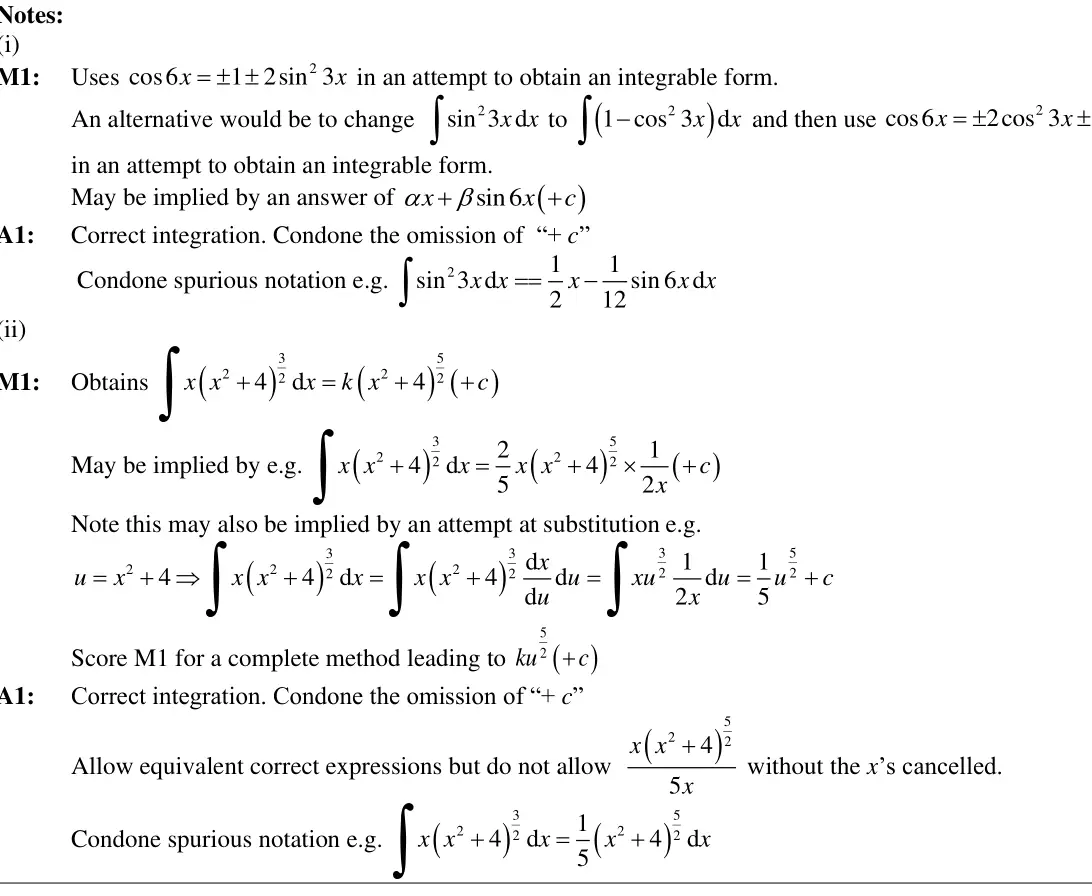 Notes:
(i)
M1: Uses cos6x = ±1 ± 2sin² 3x in an attempt to obtain an integrable form.
An alternative would be to change ∫sin² 3x dx to ∫(1 − cos² 3x)dx and then use cos6x = ±2cos² 3x ±
in an attempt to obtain an integrable form.
May be implied by an answer of αx + β sin 6x (+c)
A1: Correct integration. Condone the omission of "+ c"
Condone spurious notation e.g. ∫sin² 3x dx == 1/2 x − 1/12 sin 6x dx
(ii)
M1: Obtains ∫ x(x² + 4)^(3/2) dx = k(x² + 4)^(5/2) (+c)
May be implied by e.g. ∫ x(x² + 4)^(3/2) dx = 2/5 x(x² + 4)^(5/2) × 1/2x (+c)
Note this may also be implied by an attempt at substitution e.g.
u = x² + 4 ⇒ ∫ x(x² + 4)^(3/2) dx = ∫ x(x² + 4)^(3/2) dx/du du = ∫ xu^(3/2) 1/2x du = 1/5 u^(5/2) + c
Score M1 for a complete method leading to ku^(5/2) (+c)
A1: Correct integration. Condone the omission of "+ c"
Allow equivalent correct expressions but do not allow x(x² + 4)^(5/2) / 5x without the x's cancelled.
Condone spurious notation e.g. ∫ x(x² + 4)^(3/2) dx = 1/5 (x² + 4)^(5/2) dx